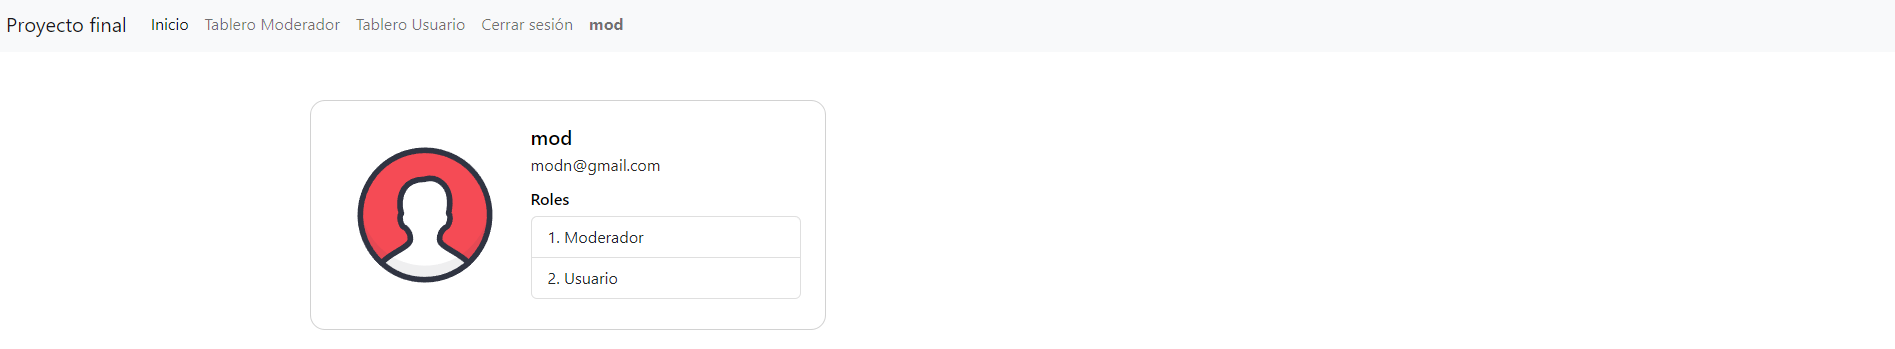 Proyecto final Inicio Tablero Moderador Tablero Usuario Cerrar sesión mod
mod
modn@gmail.com
Roles
1. Moderador
2. Usuario